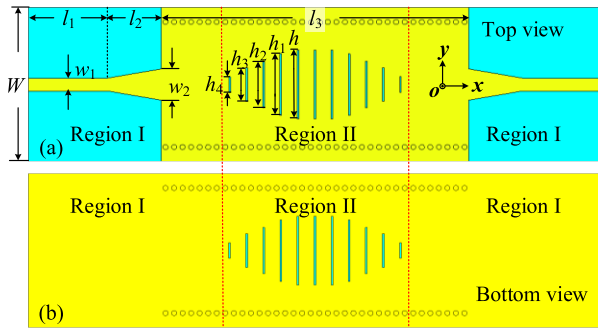 l₁ l₂ l₃ Top view
W w₁ w₂ h₄ h₃ h₂ h₁ h y x o
(a) Region I Region II Region I
Region I Region II Region I
(b) Bottom view